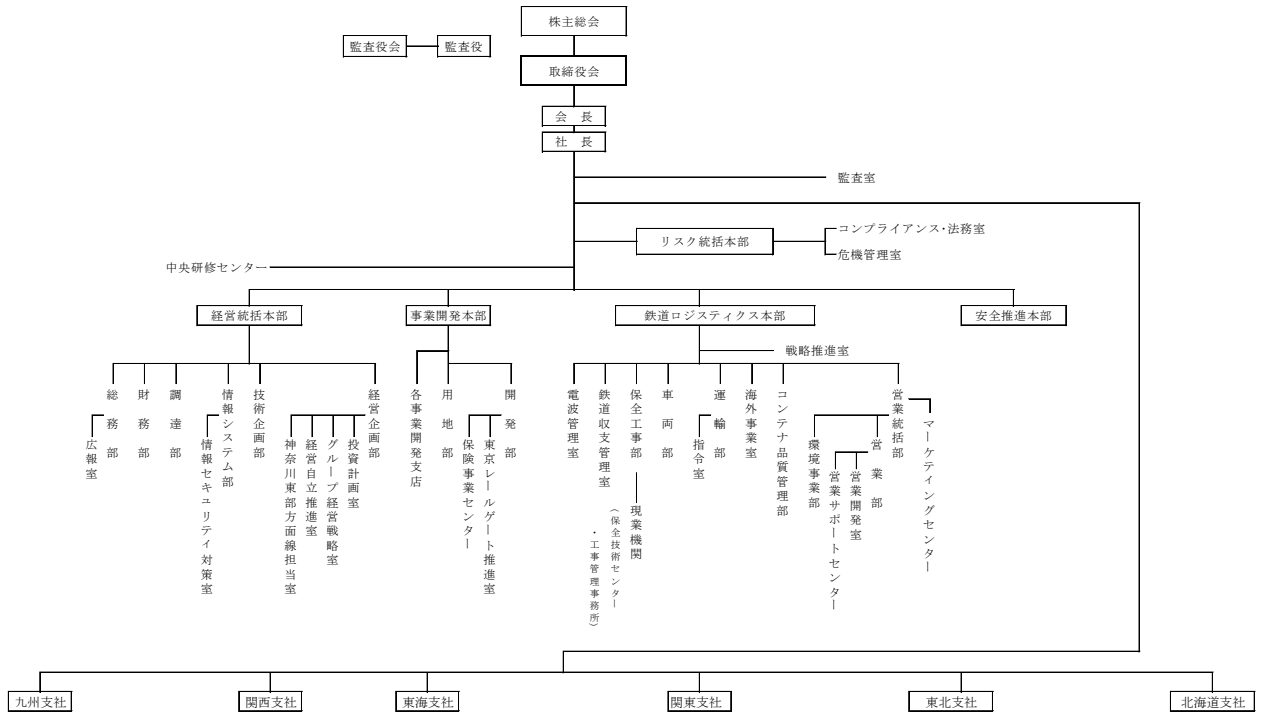 株主総会
監査役会
監査役
取締役会
会　長
社　長
監査室
コンプライアンス・法務室
リスク統括本部
危機管理室
中央研修センター
経営統括本部
事業開発本部
鉄道ロジスティクス本部
安全推進本部
戦略推進室
総務部
広報室
財務部
調達部
情報システム部
情報セキュリティ対策室
技術企画部
経営企画部
神奈川東部方面線担当室
経営自立推進室
グループ経営戦略室
投資計画室
各事業開発支店
用地部
開発部
保険事業センター
東京レールゲート推進室
電波管理室
鉄道収支管理室
保全工事部
現業機関
（保全技術センター
・工事管理事務所）
車両部
運輸部
指令室
海外事業室
コンテナ品質管理部
営業統括部
環境事業部
営業部
営業サポートセンター
営業開発室
マーケティングセンター
九州支社
関西支社
東海支社
関東支社
東北支社
北海道支社